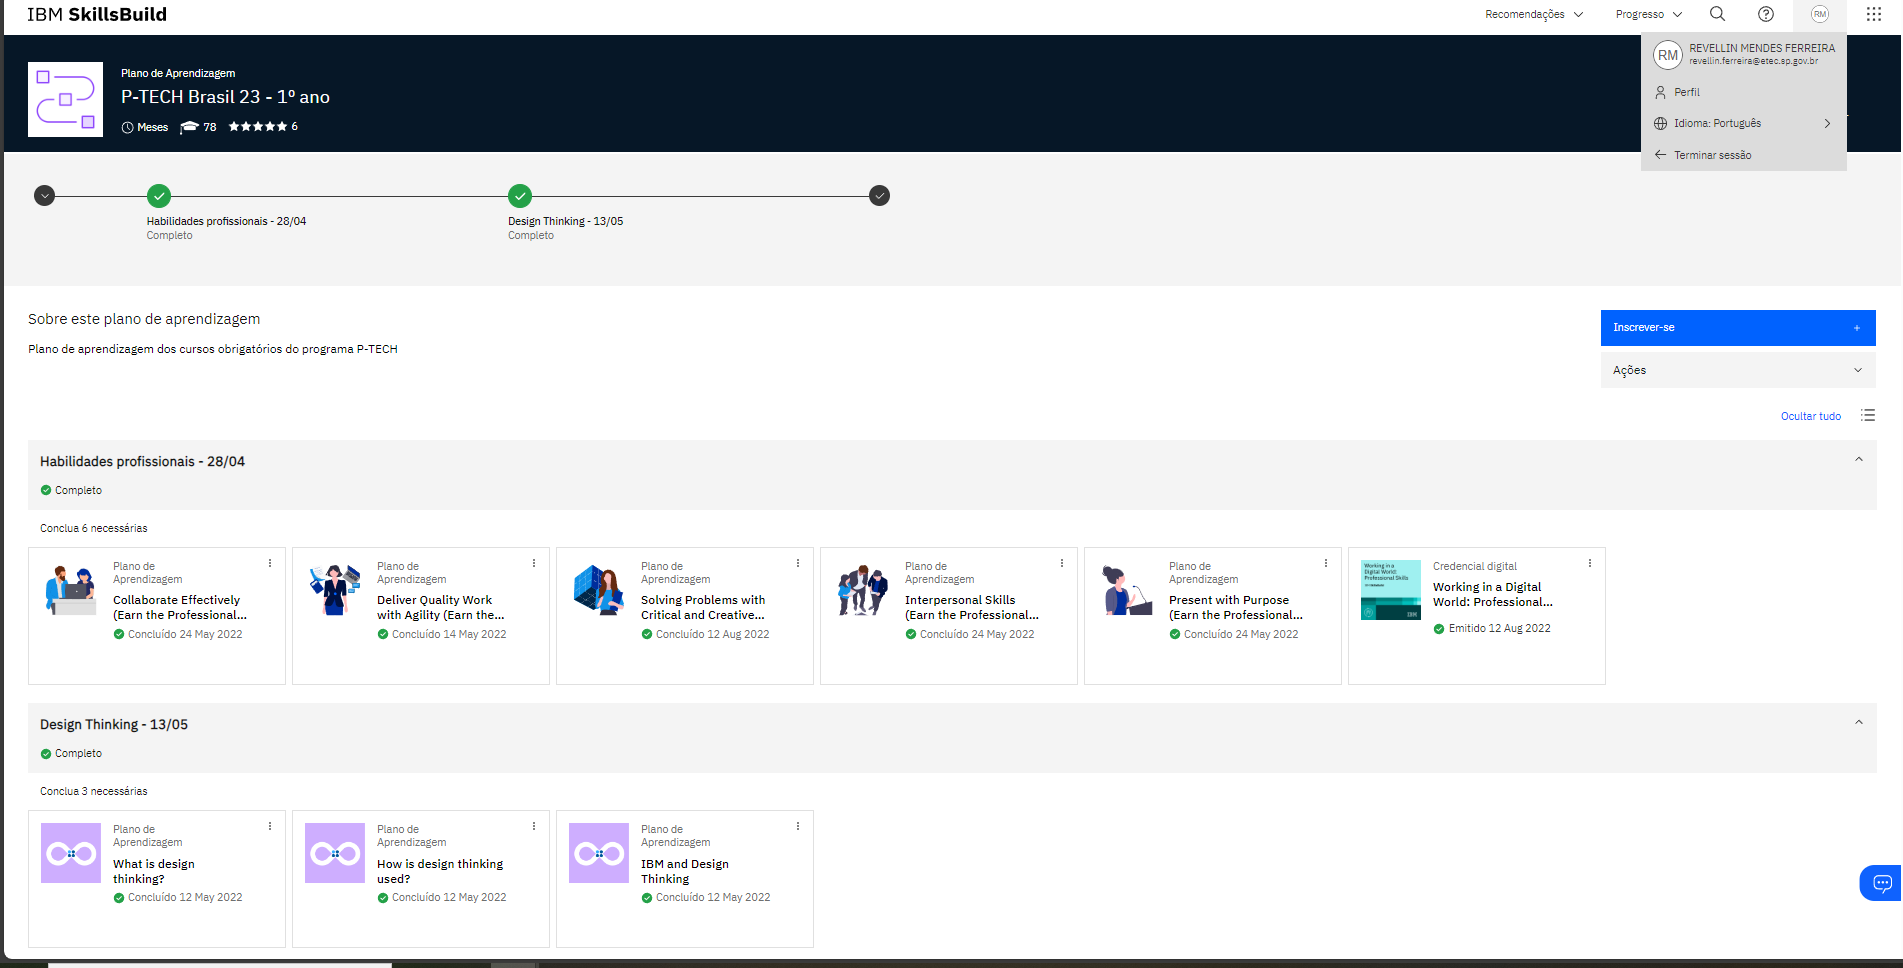 IBM SkillsBuild
Recomendações
Progresso
RM
RM
REVELLIN MENDES FERREIRA
revellin.ferreira@etec.sp.gov.br
Perfil
Idioma: Português
Terminar sessão
Plano de Aprendizagem
P-TECH Brasil 23 - 1º ano
Meses 78 6
Habilidades profissionais - 28/04
Completo
Design Thinking - 13/05
Completo
Sobre este plano de aprendizagem
Plano de aprendizagem dos cursos obrigatórios do programa P-TECH
Inscrever-se +
Ações
Ocultar tudo
Habilidades profissionais - 28/04
Completo
Conclua 6 necessárias
Plano de
Aprendizagem
Collaborate Effectively
(Earn the Professional...
Concluído 24 May 2022
Plano de
Aprendizagem
Deliver Quality Work
with Agility (Earn the...
Concluído 14 May 2022
Plano de
Aprendizagem
Solving Problems with
Critical and Creative...
Concluído 12 Aug 2022
Plano de
Aprendizagem
Interpersonal Skills
(Earn the Professional...
Concluído 24 May 2022
Plano de
Aprendizagem
Present with Purpose
(Earn the Professional...
Concluído 24 May 2022
Working in a
Digital World:
Professional Skills
IBM
Credencial digital
Working in a Digital
World: Professional...
Emitido 12 Aug 2022
Design Thinking - 13/05
Completo
Conclua 3 necessárias
Plano de
Aprendizagem
What is design
thinking?
Concluído 12 May 2022
Plano de
Aprendizagem
How is design thinking
used?
Concluído 12 May 2022
Plano de
Aprendizagem
IBM and Design
Thinking
Concluído 12 May 2022